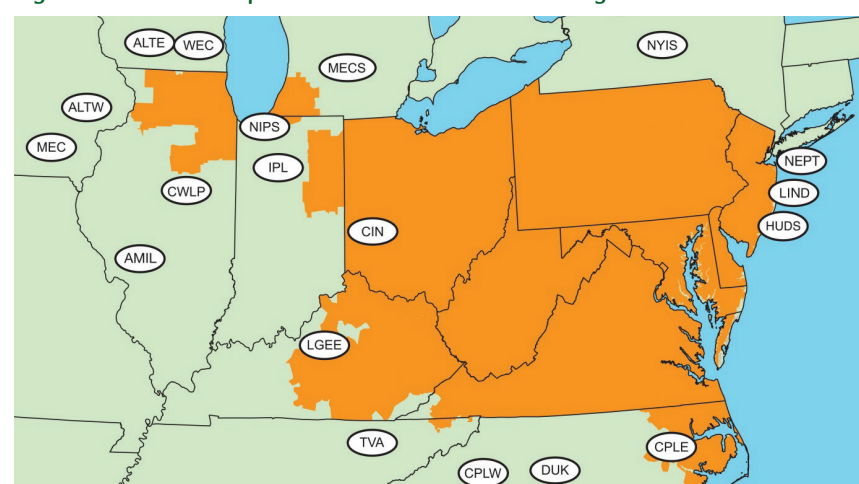 ALTE
WEC
NYIS
MECS
ALTW
NIPS
MEC
NEPT
IPL
CWLP
LIND
HUDS
CIN
AMIL
LGEE
TVA
CPLE
CPLW
DUK